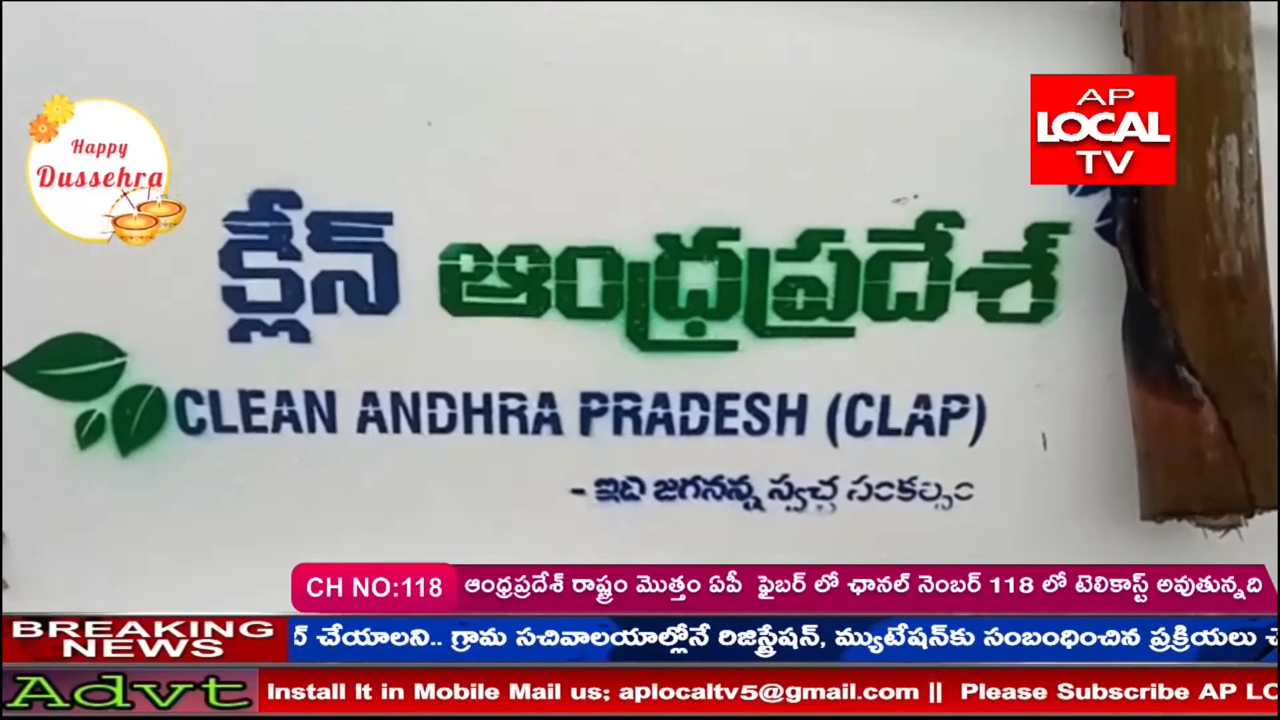 Happy
Dussehra
AP
LOCAL
TV
క్లీన్ ఆంధ్రప్రదేశ్
CLEAN ANDHRA PRADESH (CLAP)
- ఇది జగనన్న స్వచ్ఛ సంకల్పం
CH NO:118 ఆంధ్రప్రదేశ్ రాష్ట్రం మొత్తం ఏపీ ఫైబర్ లో ఛానల్ నెంబర్ 118 లో టెలికాస్ట్ అవుతున్నది
BREAKING NEWS చేయాలని.. గ్రామ సచివాలయాల్లోనే రిజిస్ట్రేషన్, మ్యుటేషన్‌కు సంబంధించిన ప్రక్రియలు
Advt Install It in Mobile Mail us; aplocaltv5@gmail.com || Please Subscribe AP LO